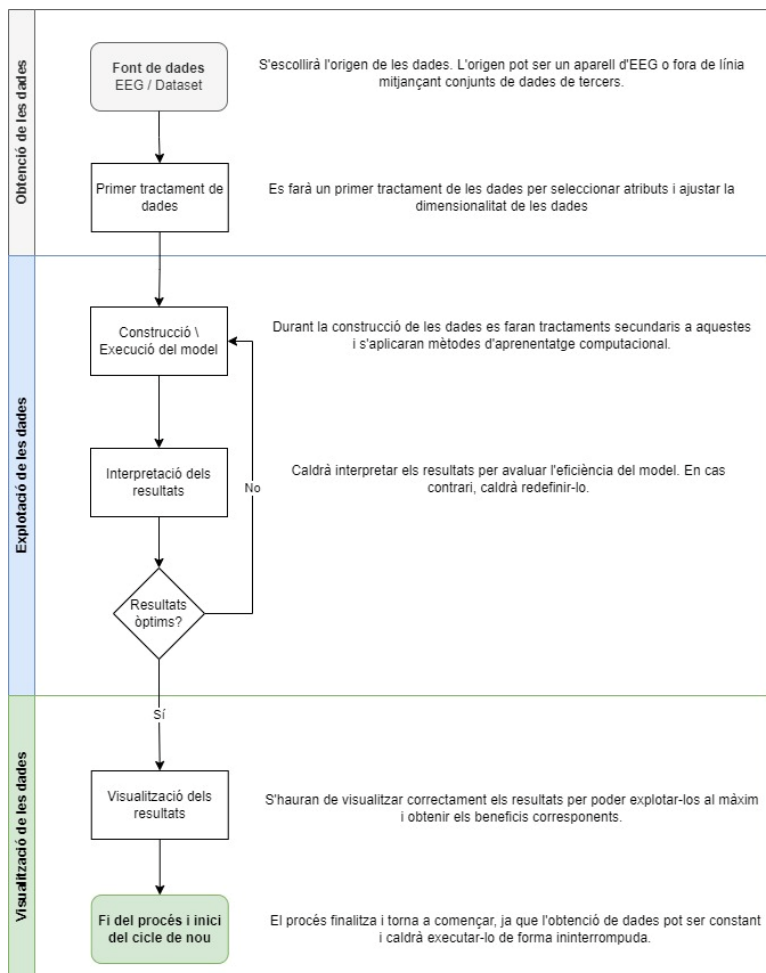 Obtenció de les dades
Font de dades
EEG / Dataset
S'escollirà l'origen de les dades. L'origen pot ser un aparell d'EEG o fora de línia
mitjançant conjunts de dades de tercers.
Primer tractament de
dades
Es farà un primer tractament de les dades per seleccionar atributs i ajustar la
dimensionalitat de les dades
Explotació de les dades
Construcció \
Execució del model
Durant la construcció de les dades es faran tractaments secundaris a aquestes
i s'aplicaran mètodes d'aprenentatge computacional.
Interpretació dels
resultats
No
Caldrà interpretar els resultats per avaluar l'eficiència del model. En cas
contrari, caldrà redefinir-lo.
Resultats
òptims?
Sí
Visualització de les dades
Visualització dels
resultats
S'hauran de visualitzar correctament els resultats per poder explotar-los al màxim
i obtenir els beneficis corresponents.
Fi del procés i inici
del cicle de nou
El procés finalitza i torna a començar, ja que l'obtenció de dades pot ser constant
i caldrà executar-lo de forma ininterrompuda.